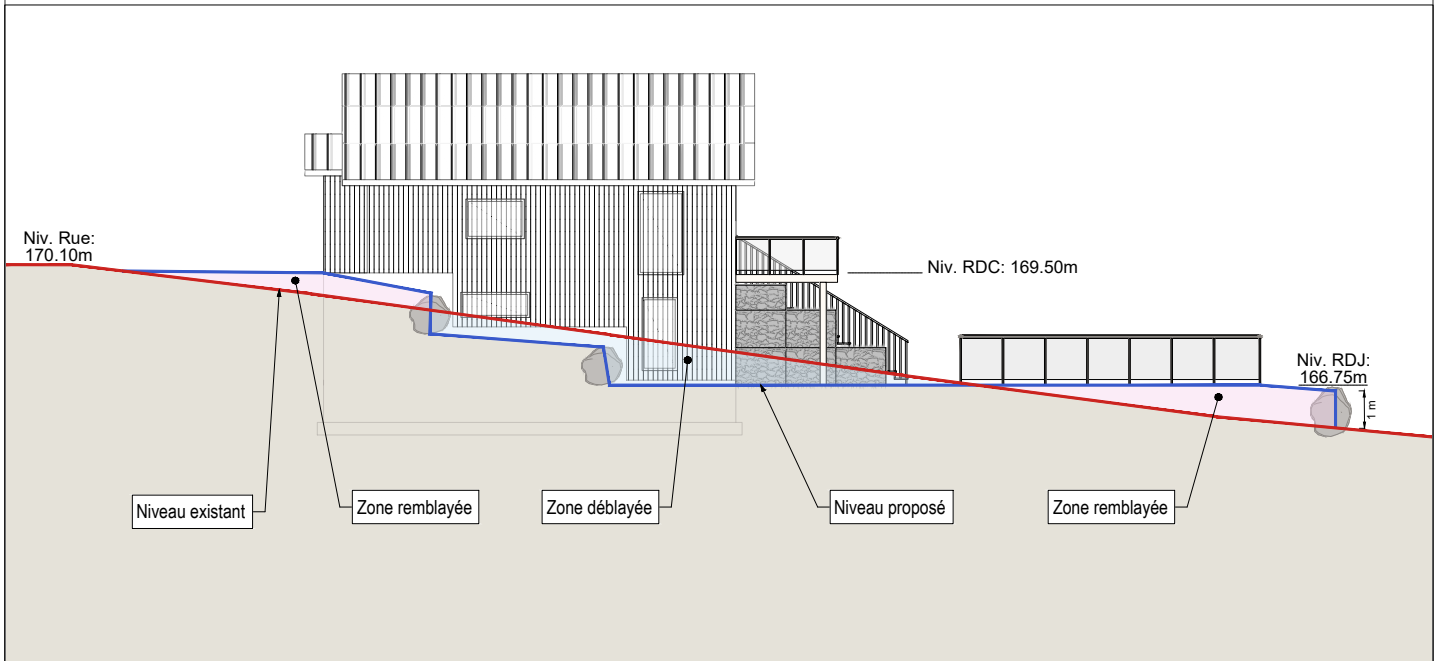 Niv. Rue:
170.10m
Niv. RDC: 169.50m
Niv. RDJ:
166.75m
1 m
Niveau existant
Zone remblayée
Zone déblayée
Niveau proposé
Zone remblayée